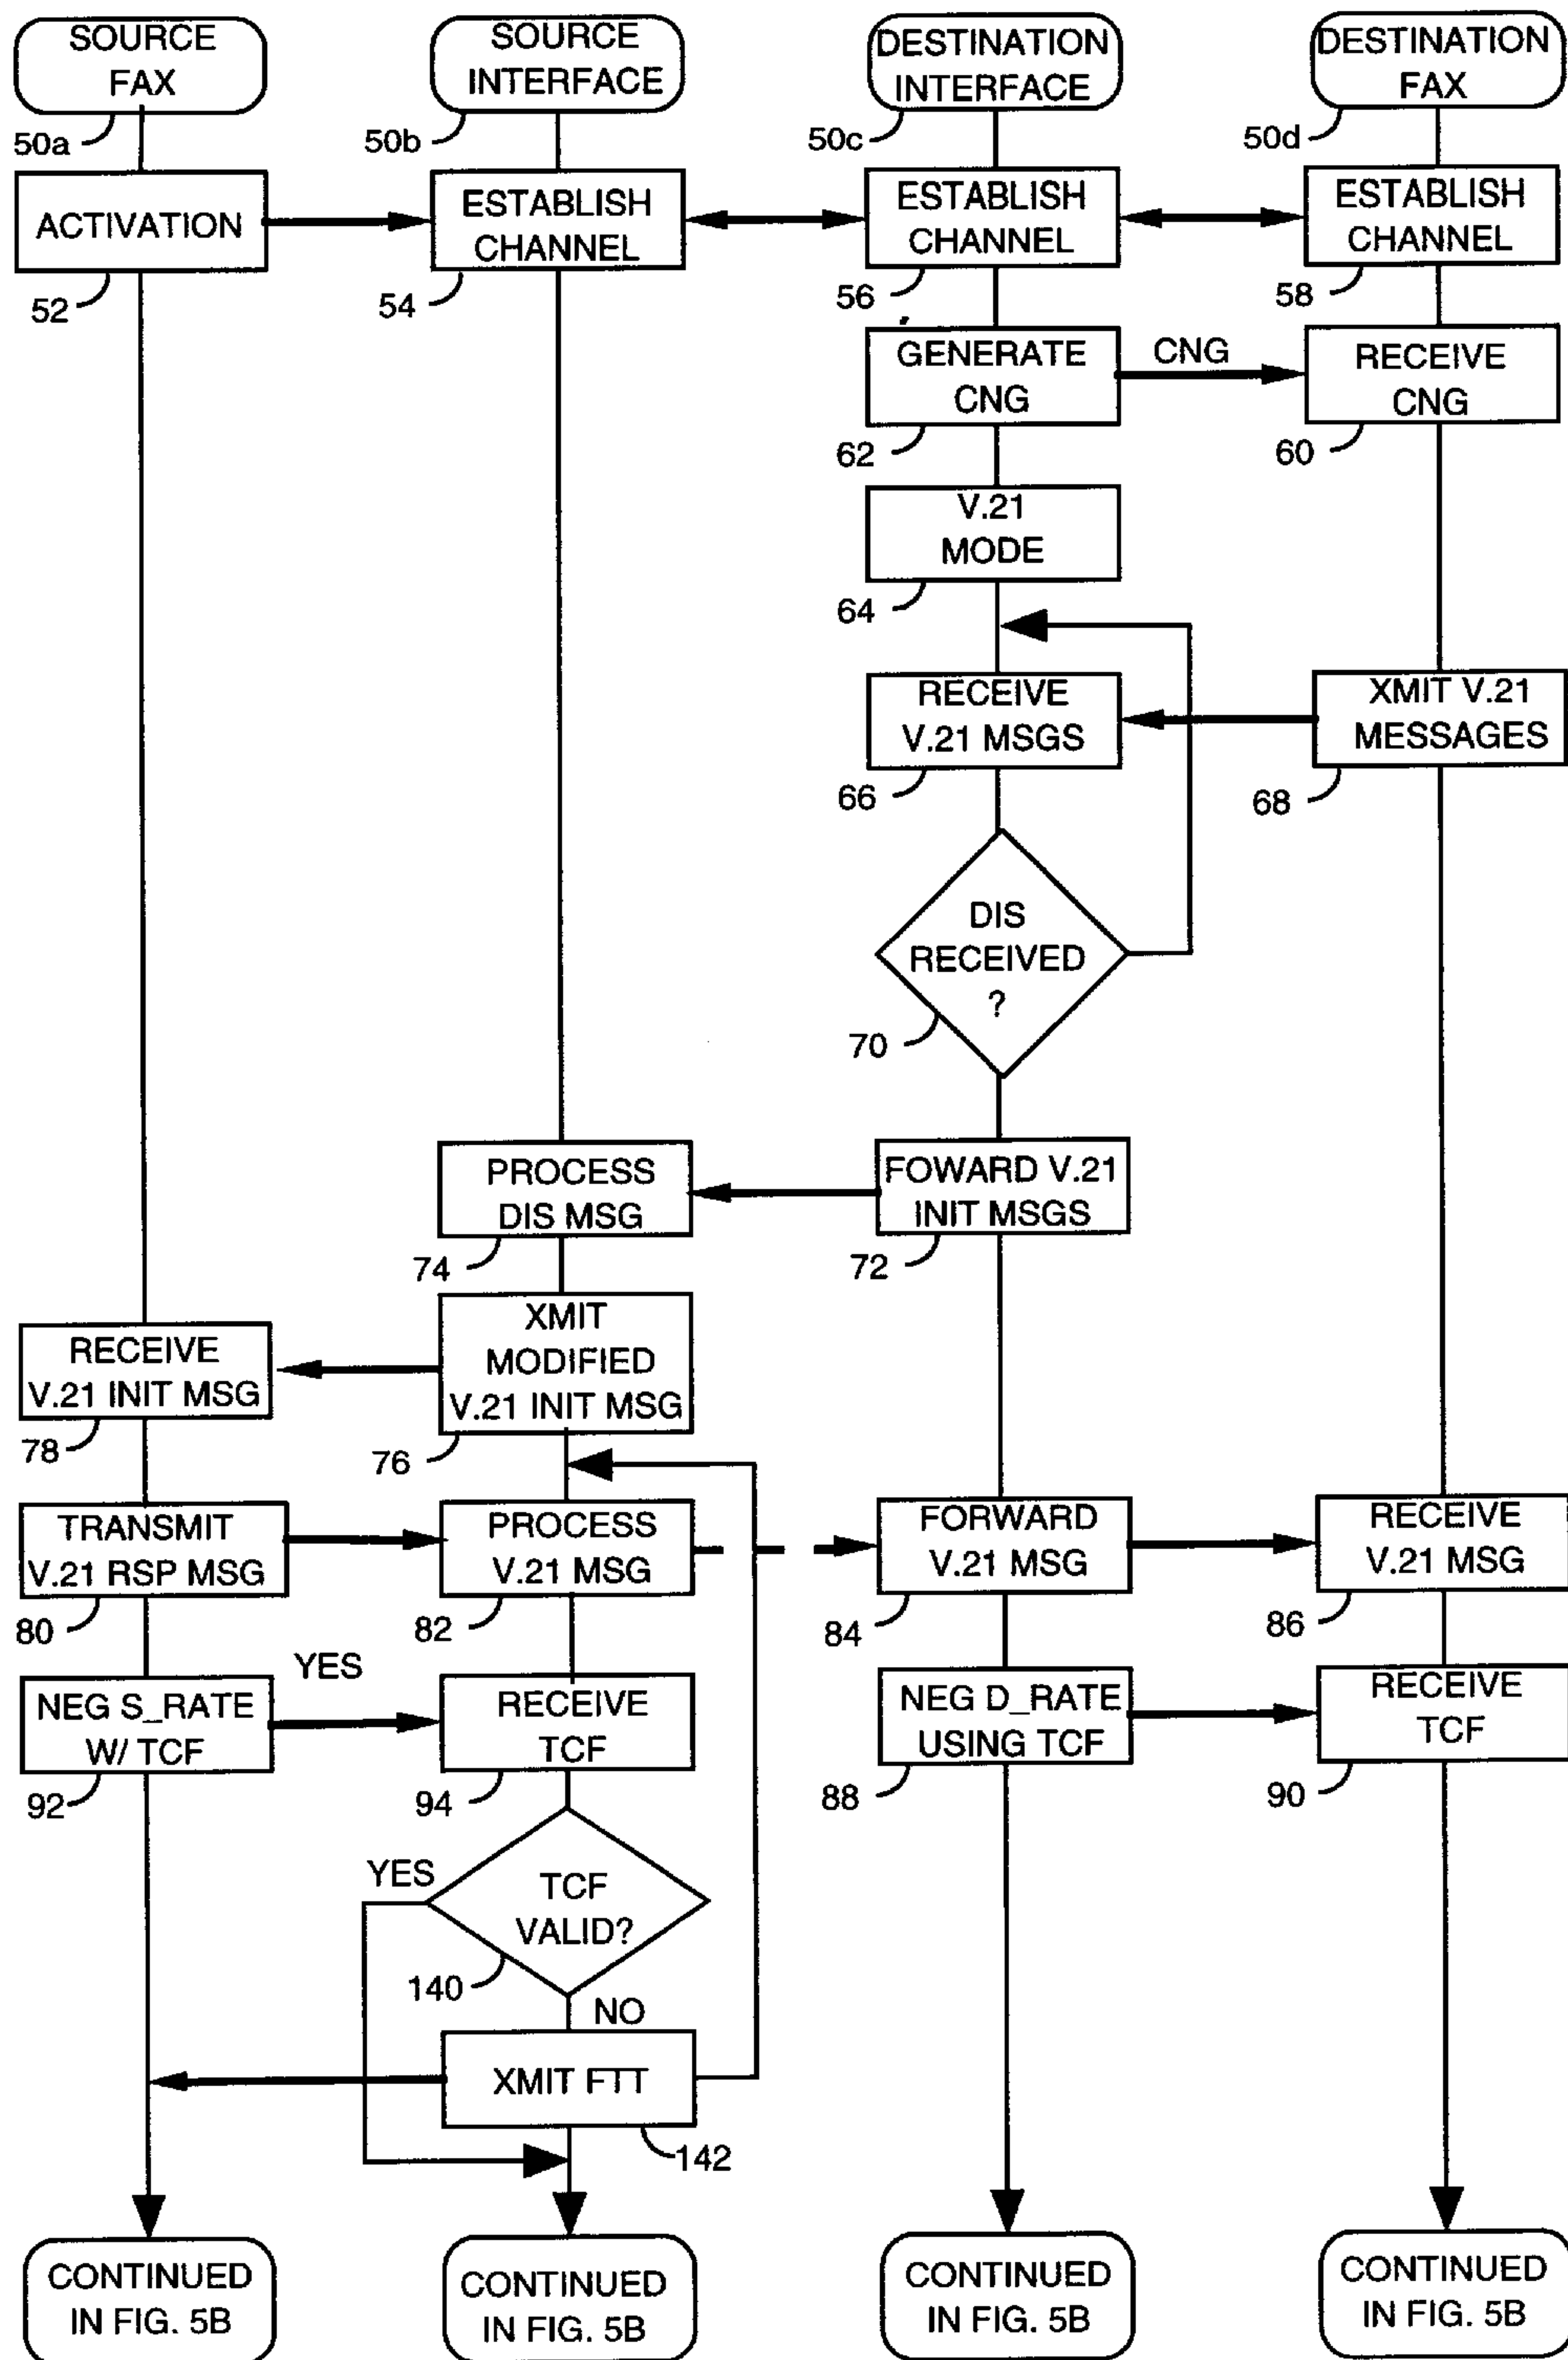 SOURCE
FAX
50a
SOURCE
INTERFACE
50b
DESTINATION
INTERFACE
50c
DESTINATION
FAX
50d
ACTIVATION
52
ESTABLISH
CHANNEL
54
ESTABLISH
CHANNEL
56
ESTABLISH
CHANNEL
58
GENERATE
CNG
62
CNG
RECEIVE
CNG
60
V.21
MODE
64
RECEIVE
V.21 MSGS
66
XMIT V.21
MESSAGES
68
DIS
RECEIVED
?
70
PROCESS
DIS MSG
74
FOWARD V.21
INIT MSGS
72
RECEIVE
V.21 INIT MSG
78
XMIT
MODIFIED
V.21 INIT MSG
76
TRANSMIT
V.21 RSP MSG
80
PROCESS
V.21 MSG
82
FORWARD
V.21 MSG
84
RECEIVE
V.21 MSG
86
NEG S_RATE
W/ TCF
92
YES
RECEIVE
TCF
94
NEG D_RATE
USING TCF
88
RECEIVE
TCF
90
YES
TCF
VALID?
140
NO
XMIT FTT
142
CONTINUED
IN FIG. 5B
CONTINUED
IN FIG. 5B
CONTINUED
IN FIG. 5B
CONTINUED
IN FIG. 5B